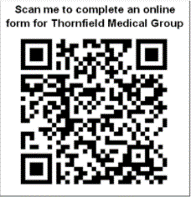 Scan me to complete an online
form for Thornfield Medical Group